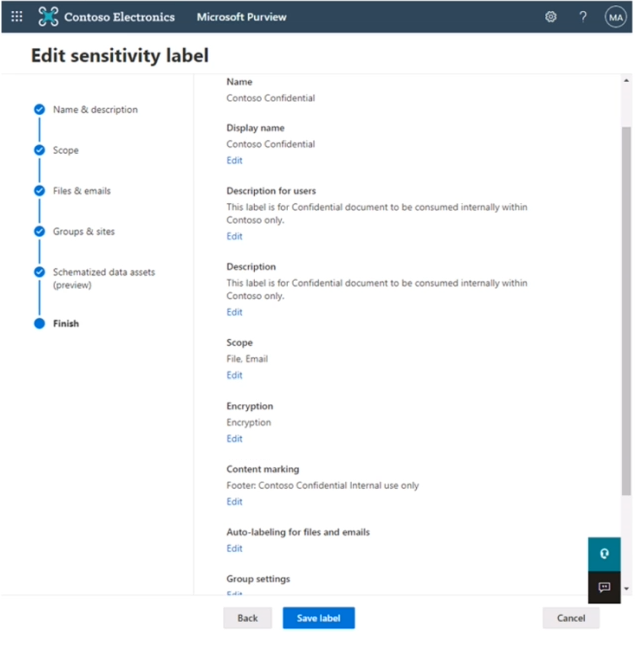 Contoso Electronics Microsoft Purview ? MA
Edit sensitivity label
Name & description
Scope
Files & emails
Groups & sites
Schematized data assets
(preview)
Finish
Name
Contoso Confidential
Display name
Contoso Confidential
Edit
Description for users
This label is for Confidential document to be consumed internally within
Contoso only.
Edit
Description
This label is for Confidential document to be consumed internally within
Contoso only.
Edit
Scope
File, Email
Edit
Encryption
Encryption
Edit
Content marking
Footer: Contoso Confidential Internal use only
Edit
Auto-labeling for files and emails
Edit
Group settings
Edit
Back Save label Cancel